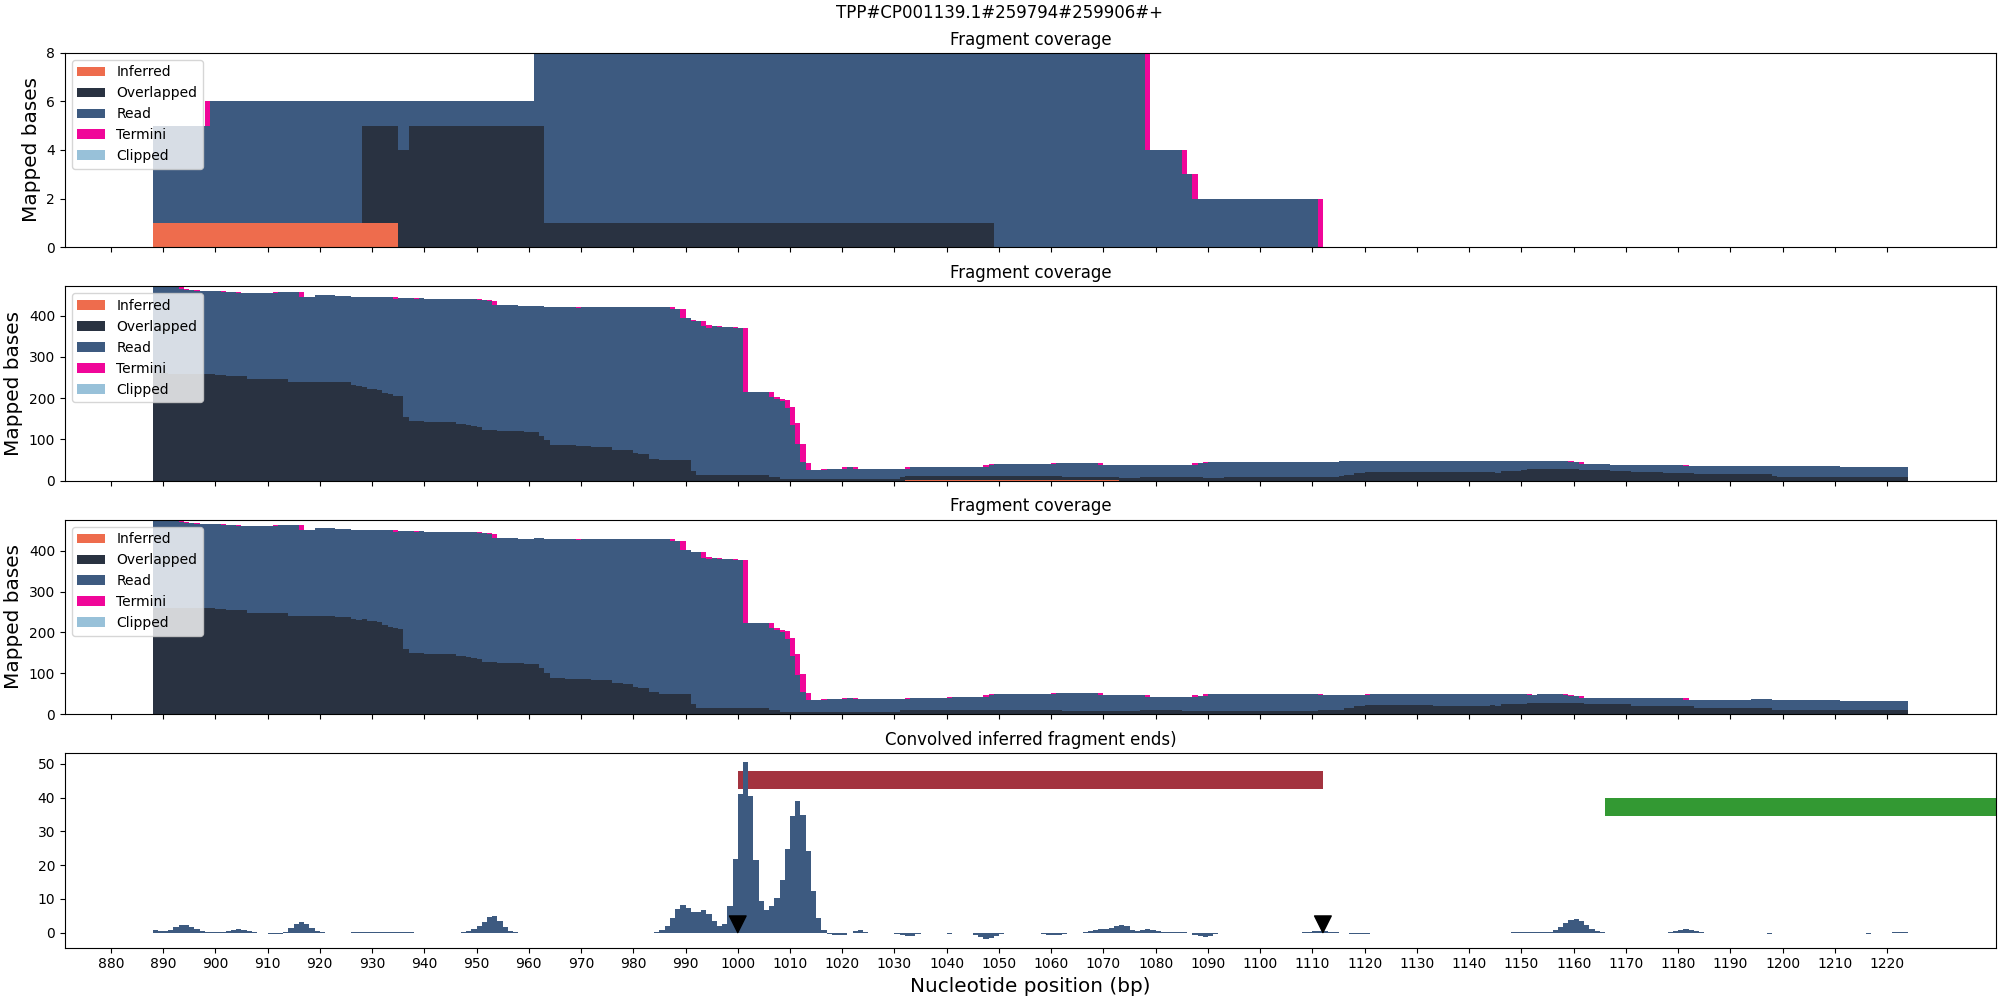 TPP#CP001139.1#259794#259906#+
Fragment coverage
Mapped bases
8
6
4
2
0
Inferred
Overlapped
Read
Termini
Clipped
Fragment coverage
Mapped bases
400
300
200
100
0
Inferred
Overlapped
Read
Termini
Clipped
Fragment coverage
Mapped bases
400
300
200
100
0
Inferred
Overlapped
Read
Termini
Clipped
Convolved inferred fragment ends)
50
40
30
20
10
0
880 890 900 910 920 930 940 950 960 970 980 990 1000 1010 1020 1030 1040 1050 1060 1070 1080 1090 1100 1110 1120 1130 1140 1150 1160 1170 1180 1190 1200 1210 1220
Nucleotide position (bp)